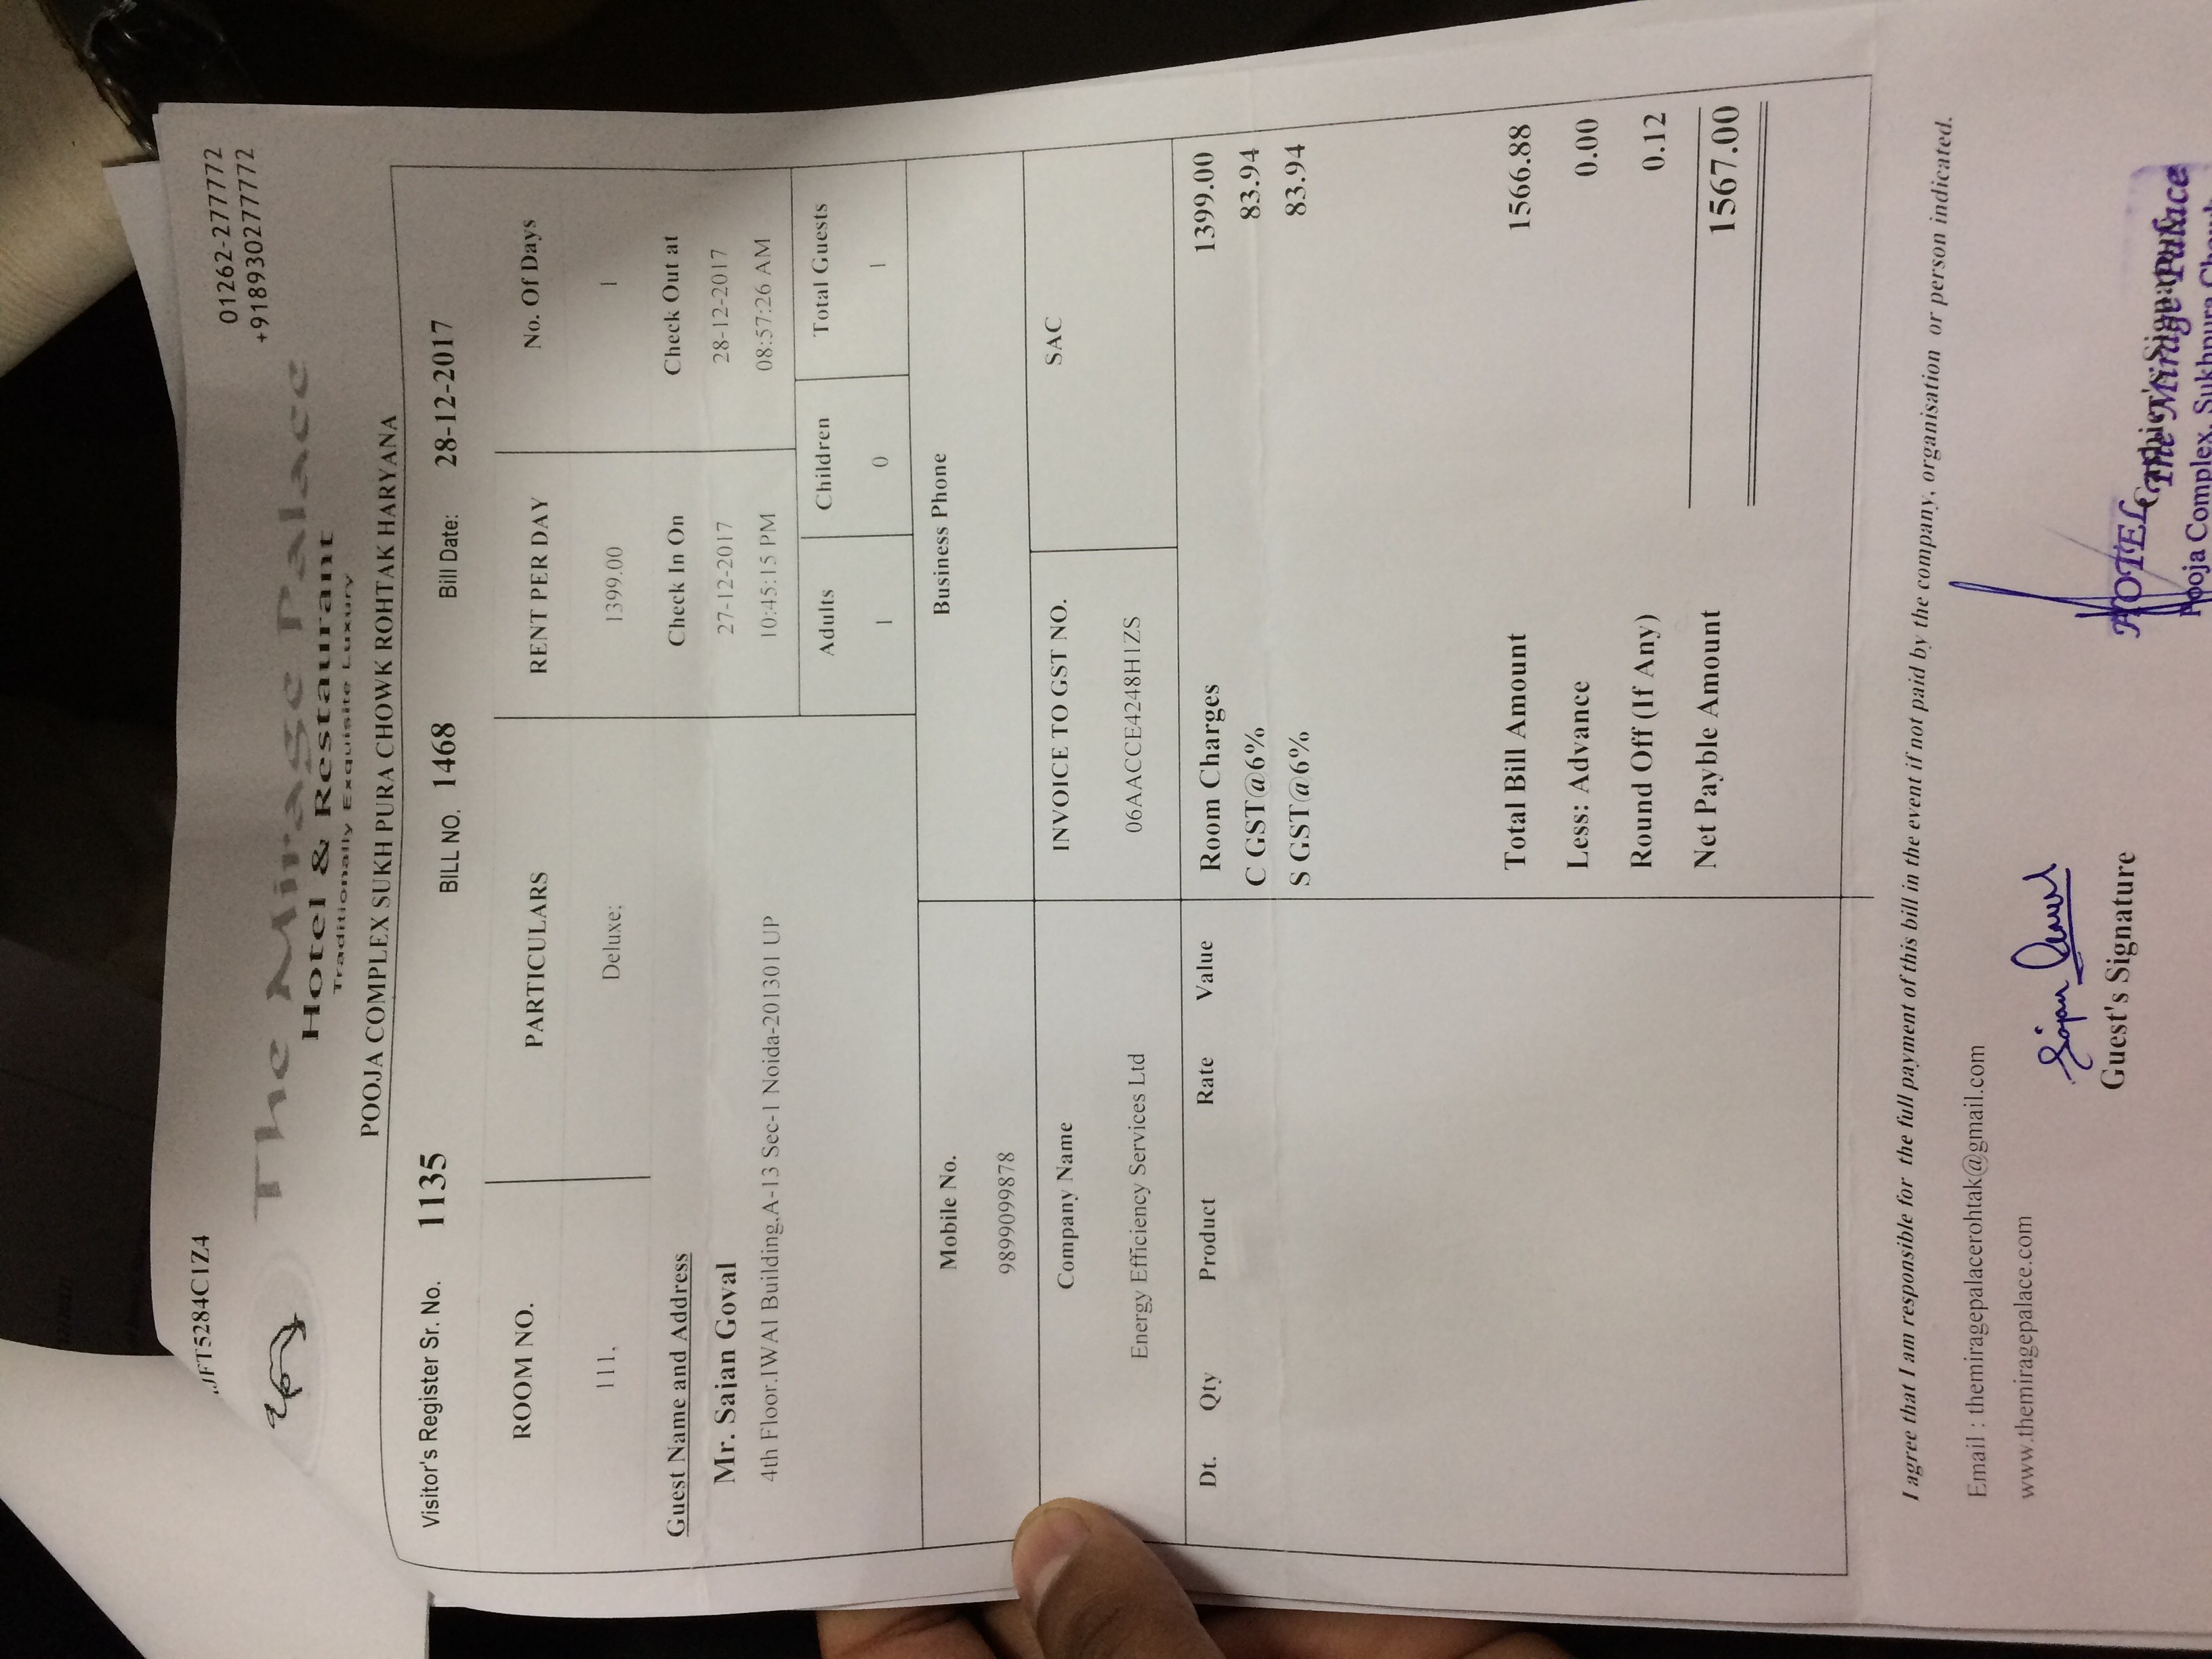 JFT5284C1Z4
01262-277772
+918930277772
The Mirage Palace
Hotel & Restaurant
Traditionally Exquisite Luxury
POOJA COMPLEX SUKH PURA CHOWK ROHTAK HARYANA
Visitor's Register Sr. No. 1135 BILL NO. 1468 Bill Date: 28-12-2017
ROOM NO. PARTICULARS RENT PER DAY No. Of Days
111, Deluxe: 1399.00 1
Guest Name and Address Check In On Check Out at
Mr. Sajan Goyal 27-12-2017 28-12-2017
4th Floor.IWAI Building,A-13 Sec-1 Noida-201301 UP 10:45:15 PM 08:57:26 AM
Adults Children Total Guests
1 0 1
Mobile No. Business Phone
9899099878
Company Name INVOICE TO GST NO. SAC
Energy Efficiency Services Ltd 06AACCE4248H1ZS
Dt. Qty Product Rate Value Room Charges 1399.00
C GST@6% 83.94
S GST@6% 83.94
Total Bill Amount 1566.88
Less: Advance 0.00
Round Off (If Any) 0.12
Net Payble Amount 1567.00
I agree that I am responsible for the full payment of this bill in the event if not paid by the company, organisation or person indicated.
Email : themiragepalacerohtak@gmail.com
www.themiragepalace.com
Sajan
Guest's Signature
Cashier's Signature
HOTEL
The Mirage Palace
Pooja Complex, Sukhpura Chowk